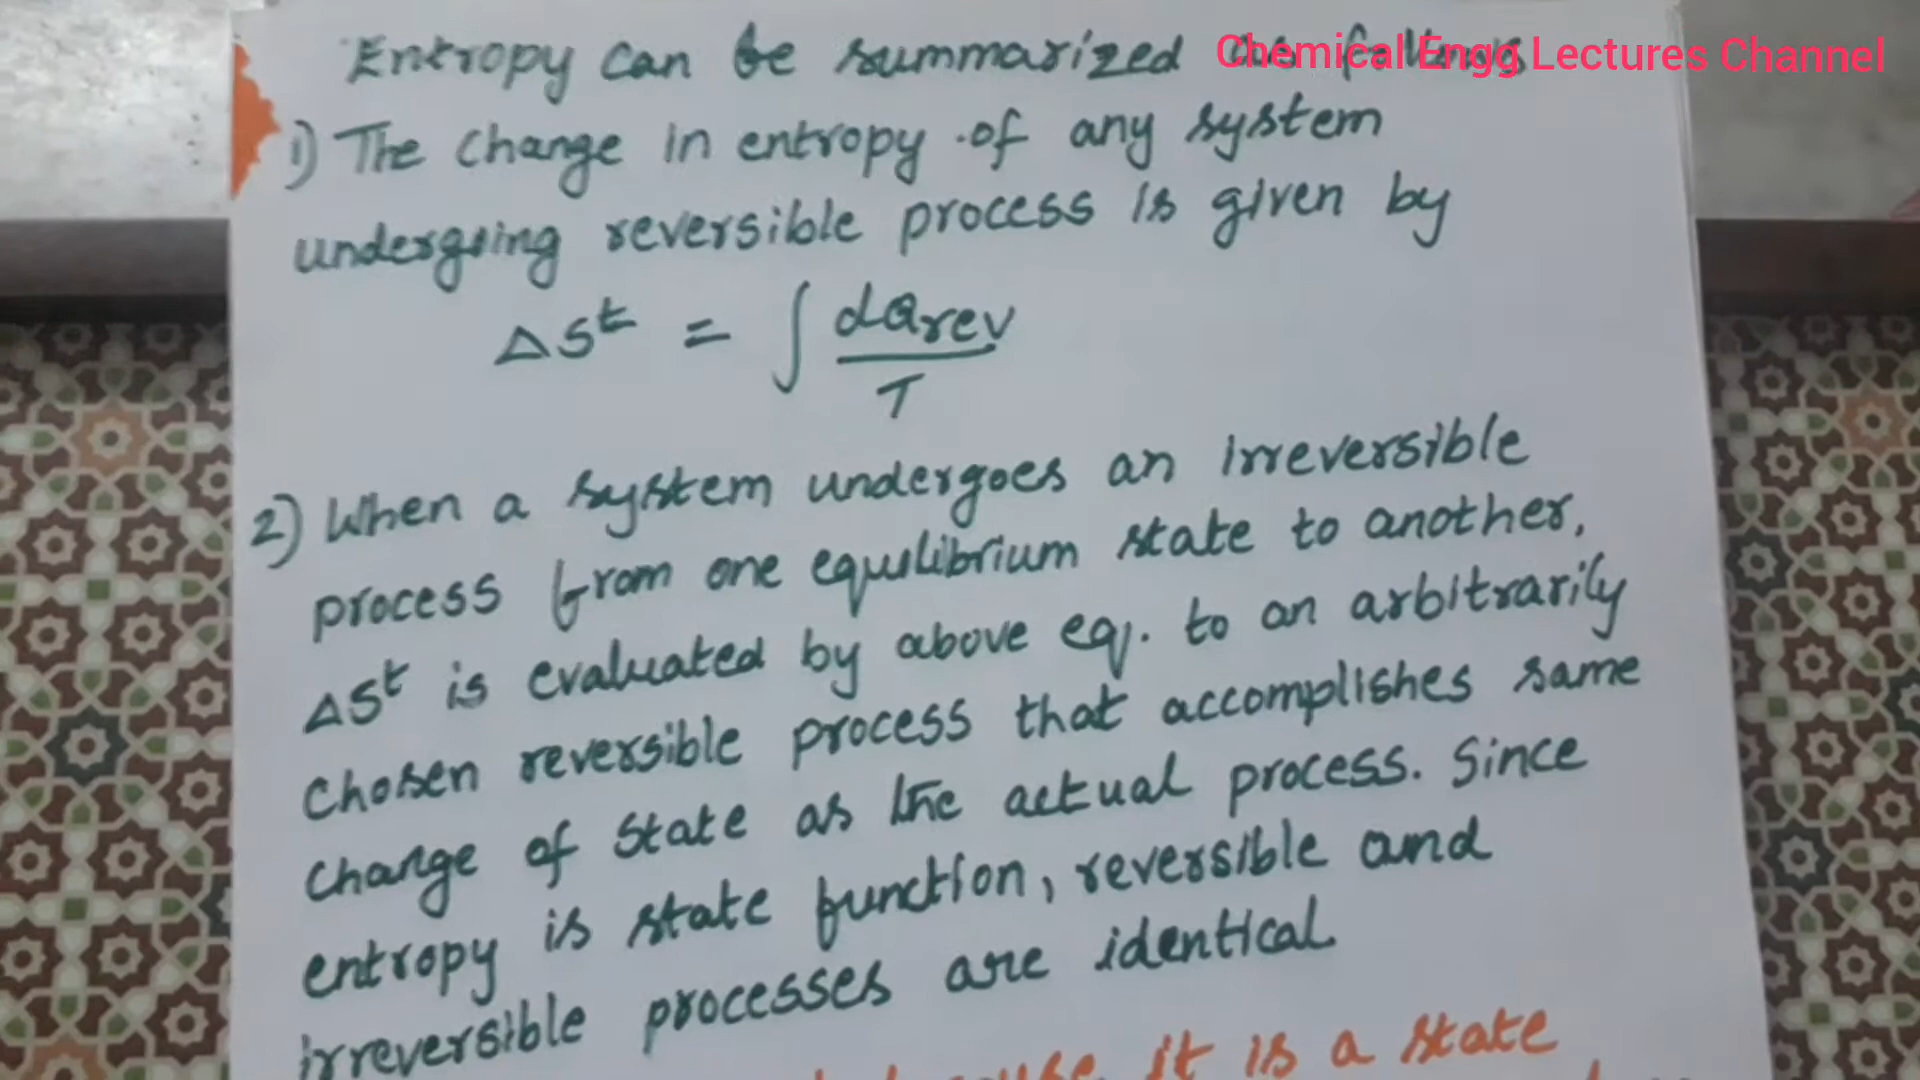 Chemical Engg Lectures Channel
Entropy can be summarized as follows
1) The change in entropy of any system
undergoing reversible process is given by
ΔSᵗ = ∫ dQrev / T
2) When a system undergoes an irreversible
process from one equilibrium state to another,
ΔSᵗ is evaluated by above eq. to an arbitrarily
chosen reversible process that accomplishes same
change of state as the actual process. Since
entropy is state function, reversible and
irreversible processes are identical
it is a state